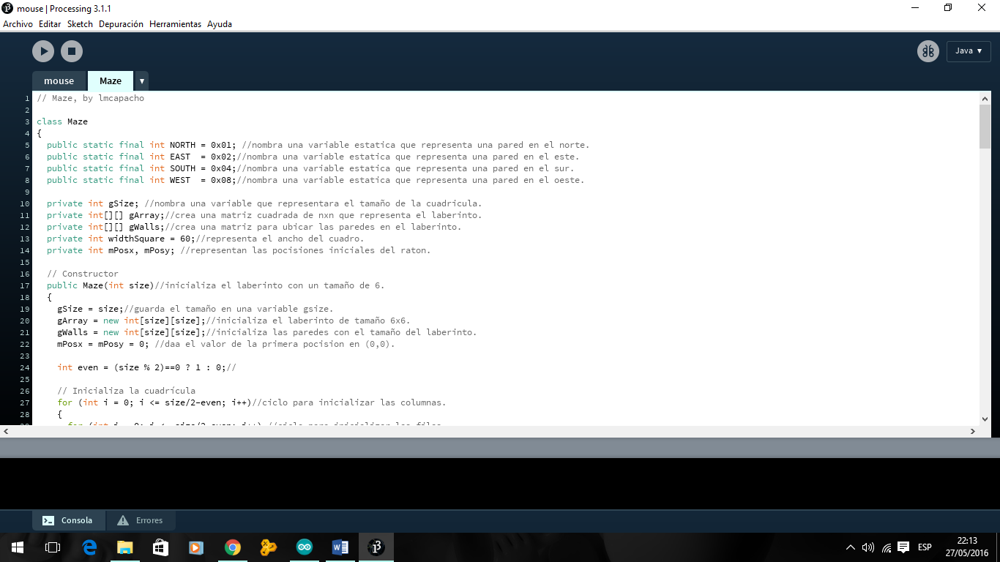 mouse | Processing 3.1.1
Archivo Editar Sketch Depuración Herramientas Ayuda
Java ▾
mouse Maze ▾
1 // Maze, by lmcapacho
2
3 class Maze
4 {
5 public static final int NORTH = 0x01; //nombra una variable estatica que representa una pared en el norte.
6 public static final int EAST  = 0x02;//nombra una variable estatica que representa una pared en el este.
7 public static final int SOUTH = 0x04;//nombra una variable estatica que representa una pared en el sur.
8 public static final int WEST  = 0x08;//nombra una variable estatica que representa una pared en el oeste.
9
10 private int gSize; //nombra una variable que representara el tamaño de la cuadricula.
11 private int[][] gArray;//crea una matriz cuadrada de nxn que representa el laberinto.
12 private int[][] gWalls;//crea una matriz para ubicar las paredes en el laberinto.
13 private int widthSquare = 60;//representa el ancho del cuadro.
14 private int mPosx, mPosy; //representan las pocisiones iniciales del raton.
15
16 // Constructor
17 public Maze(int size)//inicializa el laberinto con un tamaño de 6.
18 {
19 gSize = size;//guarda el tamaño en una variable gsize.
20 gArray = new int[size][size];//inicializa el laberinto de tamaño 6x6.
21 gWalls = new int[size][size];//inicializa las paredes con el tamaño del laberinto.
22 mPosx = mPosy = 0; //daa el valor de la primera pocision en (0,0).
23
24 int even = (size % 2)==0 ? 1 : 0;//
25
26 // Inicializa la cuadrícula
27 for (int i = 0; i <= size/2-even; i++)//ciclo para inicializar las columnas.
28 {
Consola Errores
ESP
22:13
27/05/2016